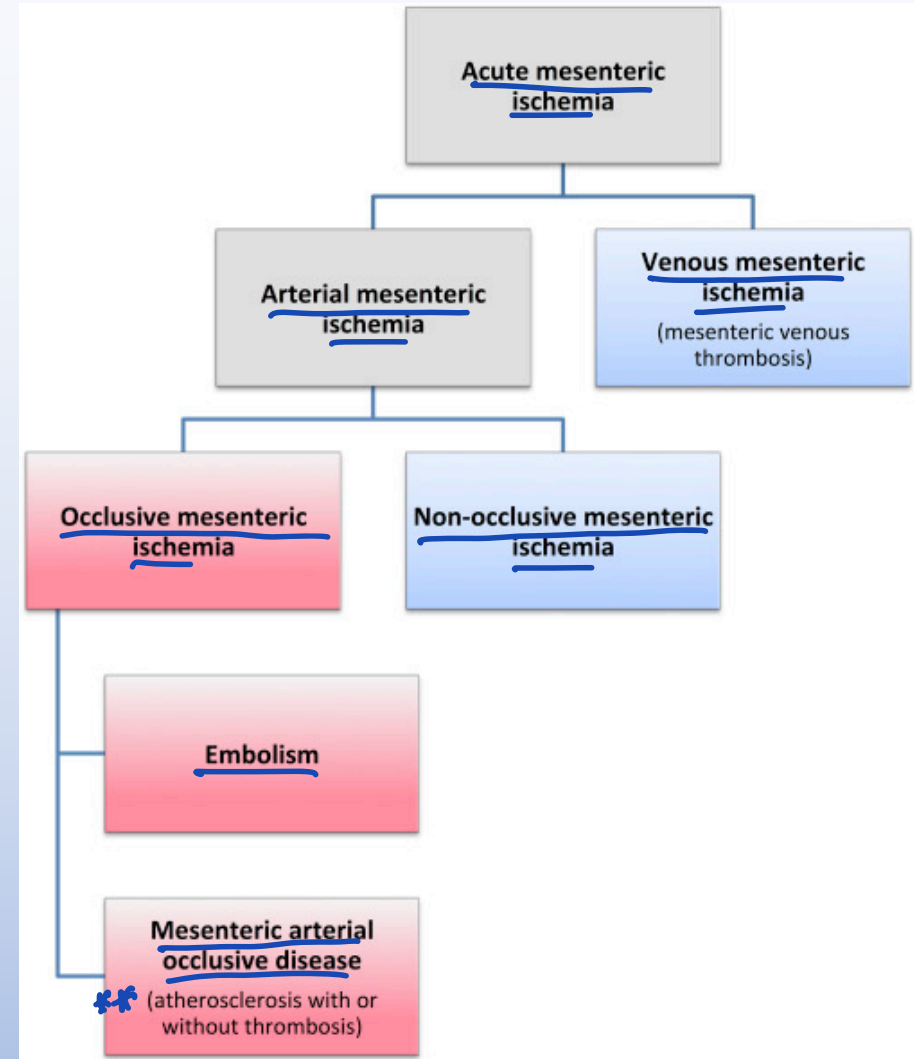 Acute mesenteric
ischemia
Arterial mesenteric
ischemia
Venous mesenteric
ischemia
(mesenteric venous
thrombosis)
Occlusive mesenteric
ischemia
Non-occlusive mesenteric
ischemia
Embolism
Mesenteric arterial
occlusive disease
** (atherosclerosis with or
without thrombosis)